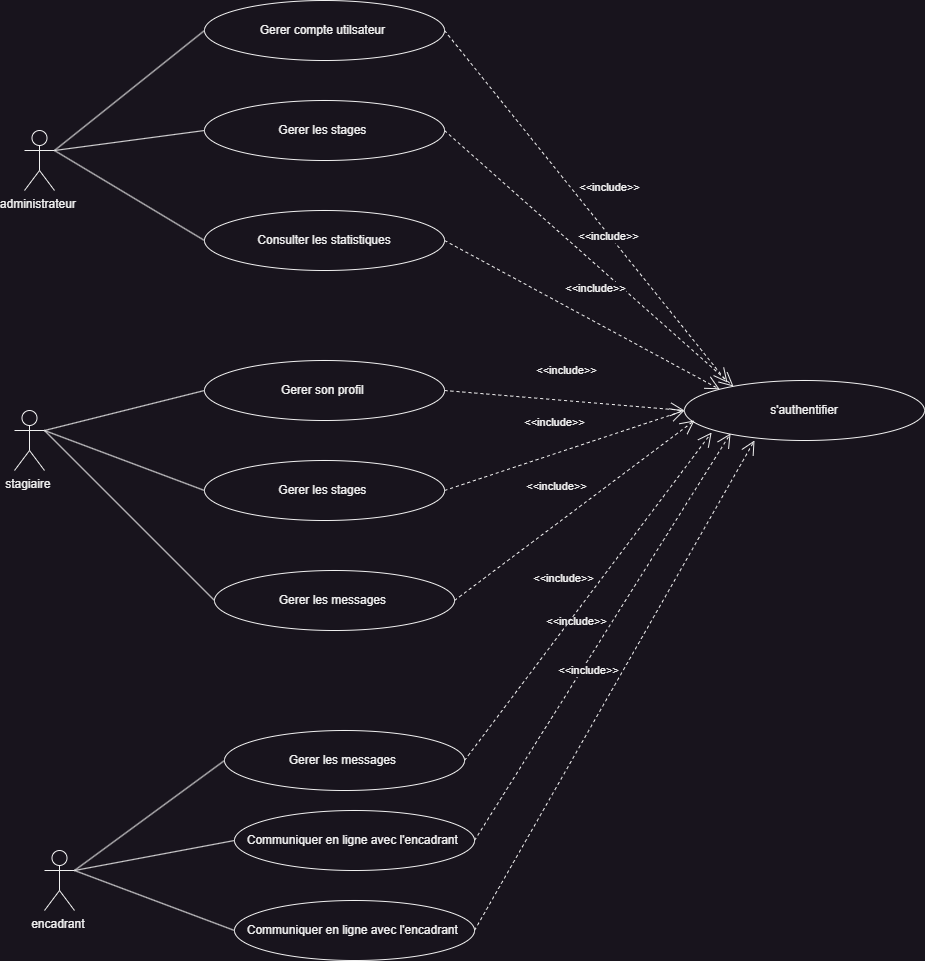 Gerer compte utilsateur
Gerer les stages
administrateur
<<include>>
<<include>>
Consulter les statistiques
<<include>>
<<include>>
Gerer son profil
s'authentifier
<<include>>
stagiaire
Gerer les stages
<<include>>
<<include>>
Gerer les messages
<<include>>
<<include>>
Gerer les messages
Communiquer en ligne avec l'encadrant
encadrant
Communiquer en ligne avec l'encadrant